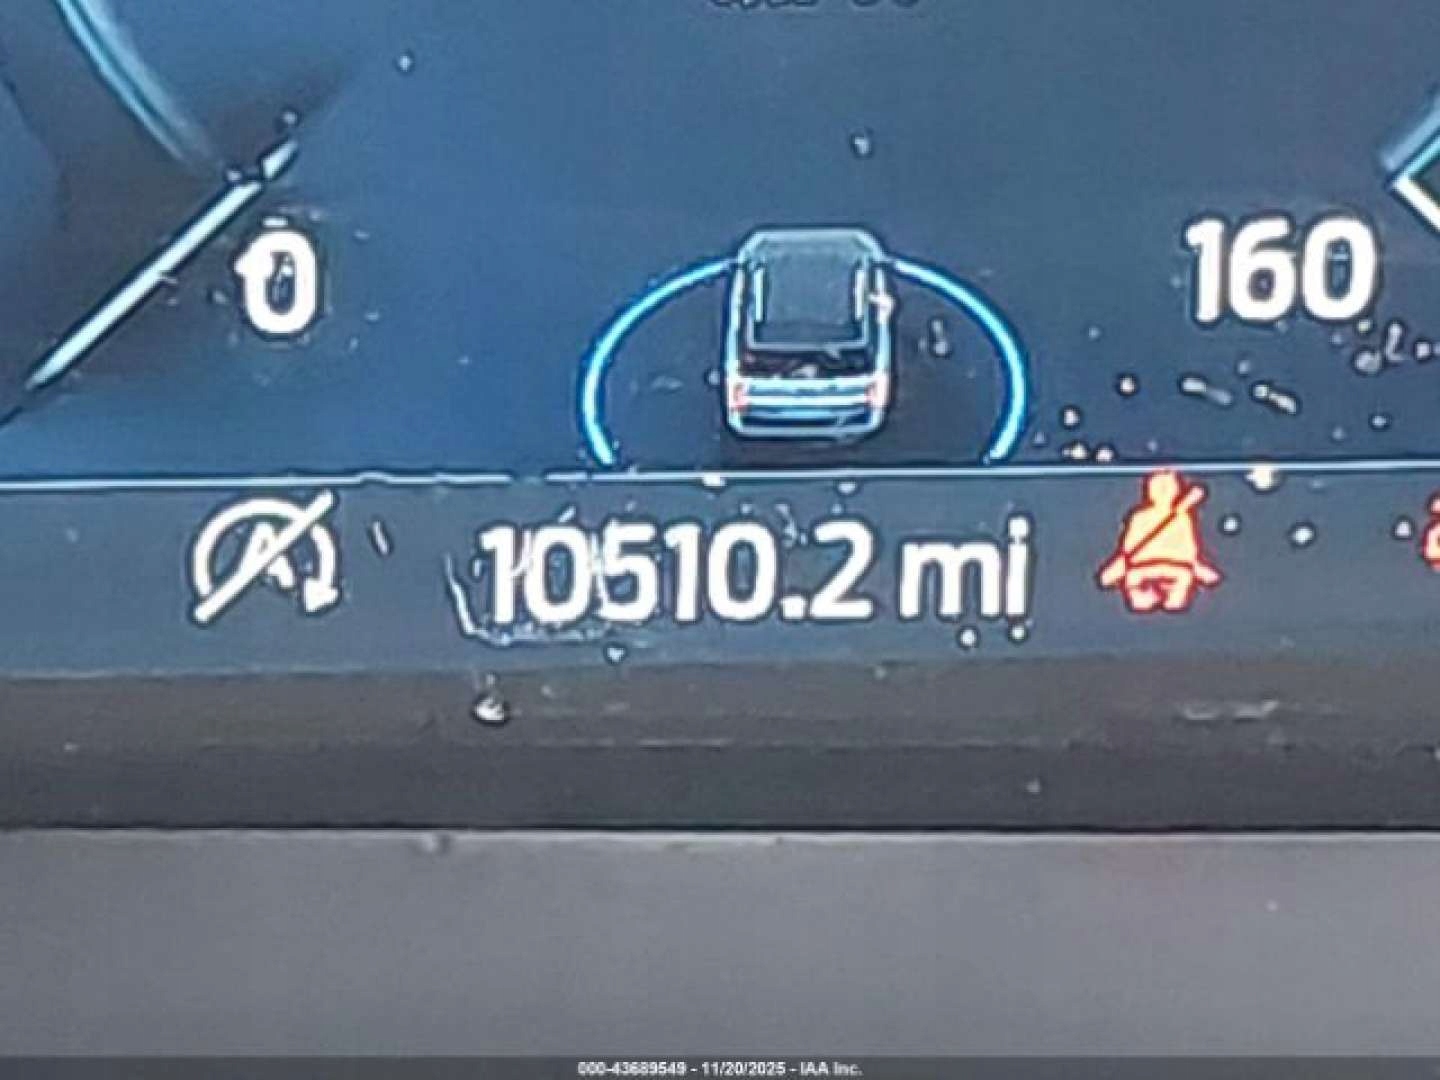 0
160
10510.2 mi
000-43689549 - 11/20/2025 - IAA Inc.